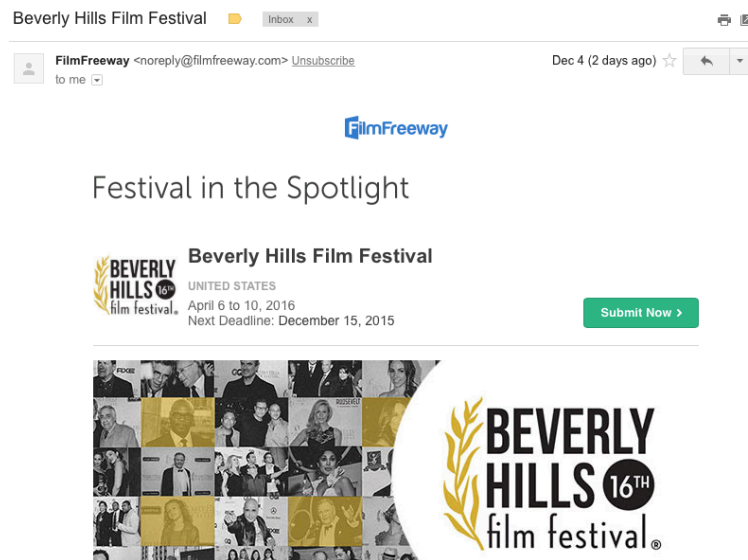 Beverly Hills Film Festival
Inbox x
FilmFreeway <noreply@filmfreeway.com> Unsubscribe
Dec 4 (2 days ago)
to me
FilmFreeway
Festival in the Spotlight
BEVERLY
HILLS 16TH
film festival®
Beverly Hills Film Festival
UNITED STATES
April 6 to 10, 2016
Next Deadline: December 15, 2015
Submit Now >
ROOSEVELT
BEVERLY
HILLS 16TH
film festival®